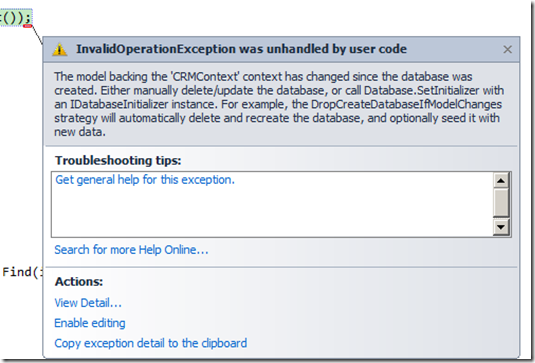 t());
InvalidOperationException was unhandled by user code
The model backing the 'CRMContext' context has changed since the database was
created. Either manually delete/update the database, or call Database.SetInitializer with
an IDatabaseInitializer instance. For example, the DropCreateDatabaseIfModelChanges
strategy will automatically delete and recreate the database, and optionally seed it with
new data.
Troubleshooting tips:
Get general help for this exception.
Search for more Help Online...
Find(
Actions:
View Detail...
Enable editing
Copy exception detail to the clipboard